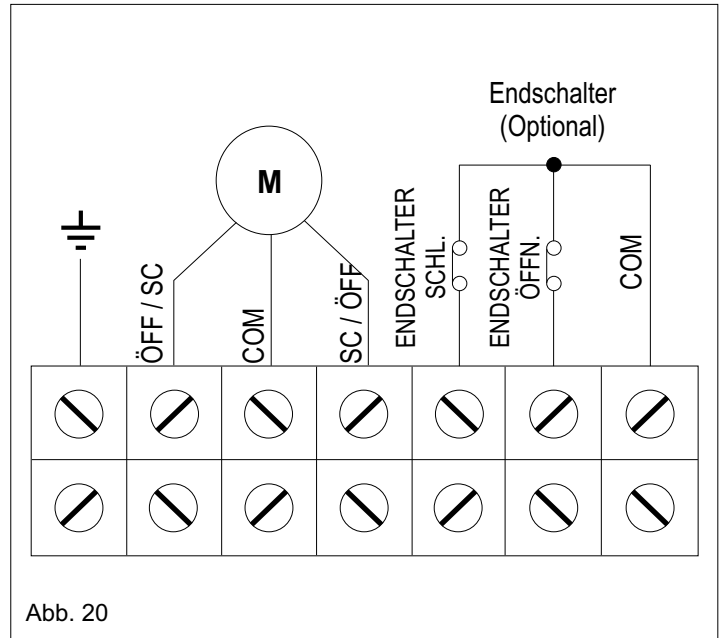 Endschalter
(Optional)
M
ÖFF / SC
COM
SC / ÖFF
ENDSCHALTER
SCHL.
ENDSCHALTER
ÖFFN.
COM
Abb. 20